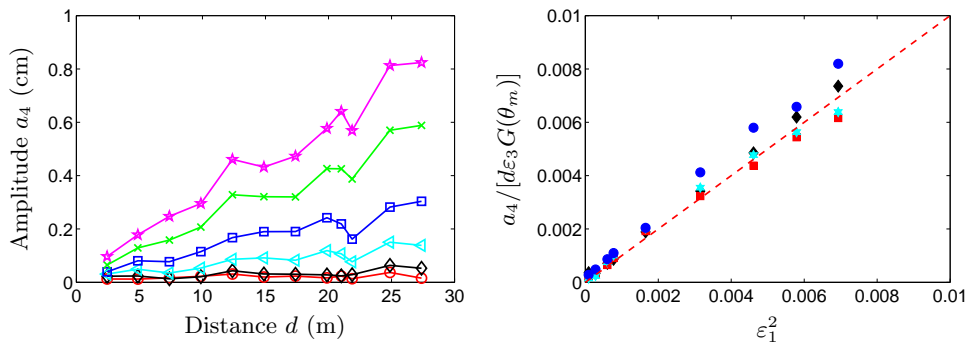 Amplitude a₄ (cm)
1
0.8
0.6
0.4
0.2
0
0 5 10 15 20 25 30
Distance d (m)
a₄/[dε₃G(θₘ)]
0.01
0.008
0.006
0.004
0.002
0
0 0.002 0.004 0.006 0.008 0.01
ε₁²